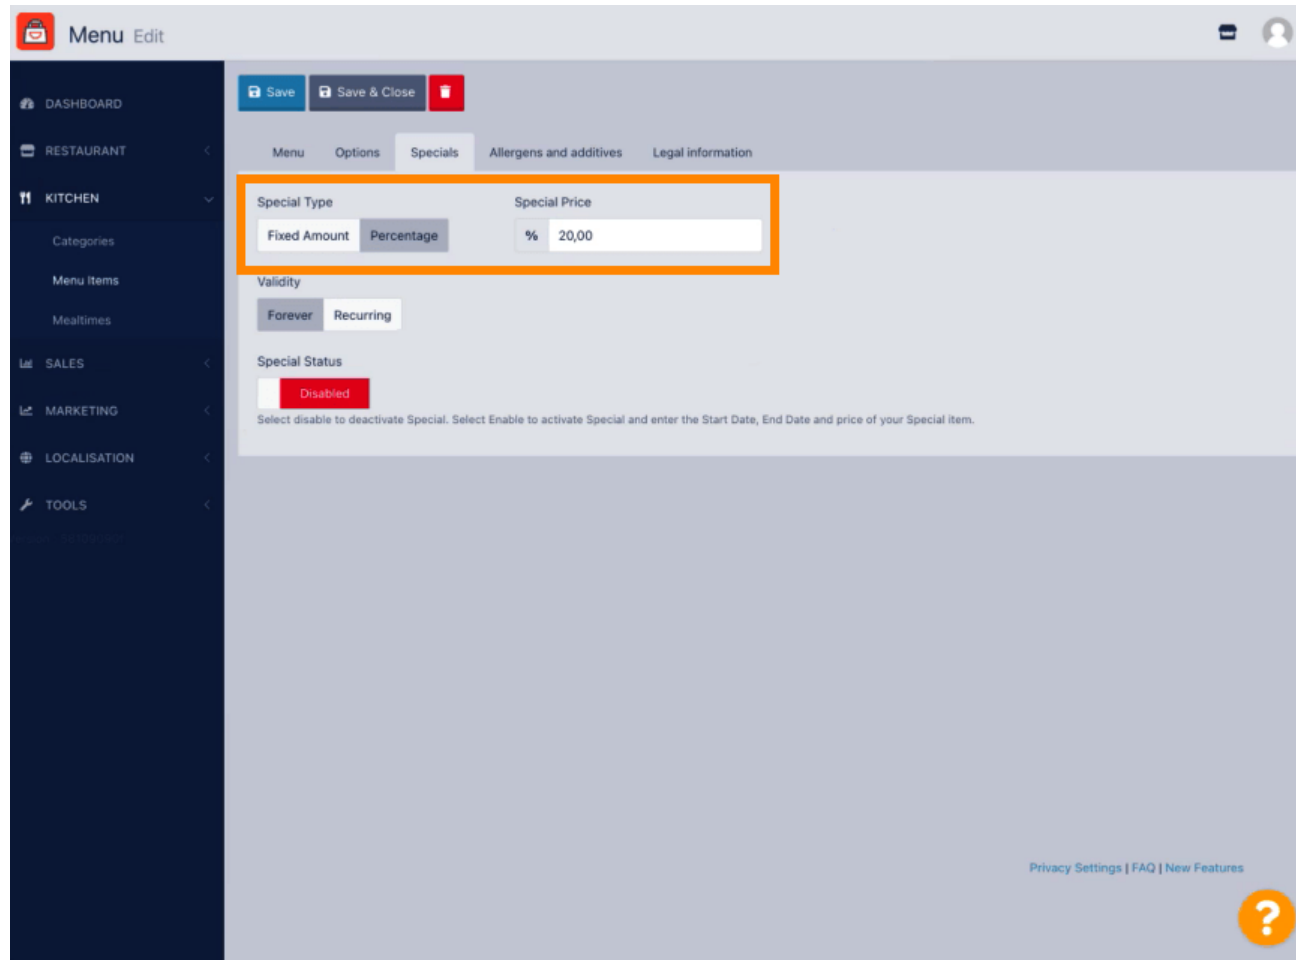 Menu Edit
DASHBOARD
RESTAURANT
KITCHEN
Categories
Menu Items
Mealtimes
SALES
MARKETING
LOCALISATION
TOOLS
Save Save & Close
Menu Options Specials Allergens and additives Legal information
Special Type Special Price
Fixed Amount Percentage % 20,00
Validity
Forever Recurring
Special Status
Disabled
Select disable to deactivate Special. Select Enable to activate Special and enter the Start Date, End Date and price of your Special item.
Privacy Settings | FAQ | New Features
?